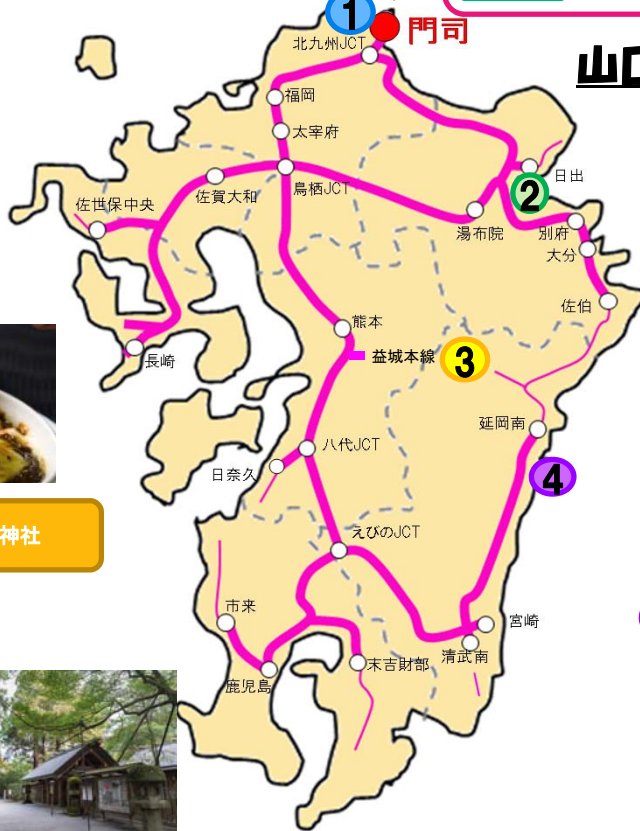 1
門司
北九州JCT
山口
福岡
太宰府
日出
鳥栖JCT
佐賀大和
2
佐世保中央
湯布院
別府
大分
佐伯
熊本
益城本線
3
長崎
延岡南
八代JCT
日奈久
4
神社
えびのJCT
市来
宮崎
清武南
末吉財部
鹿児島